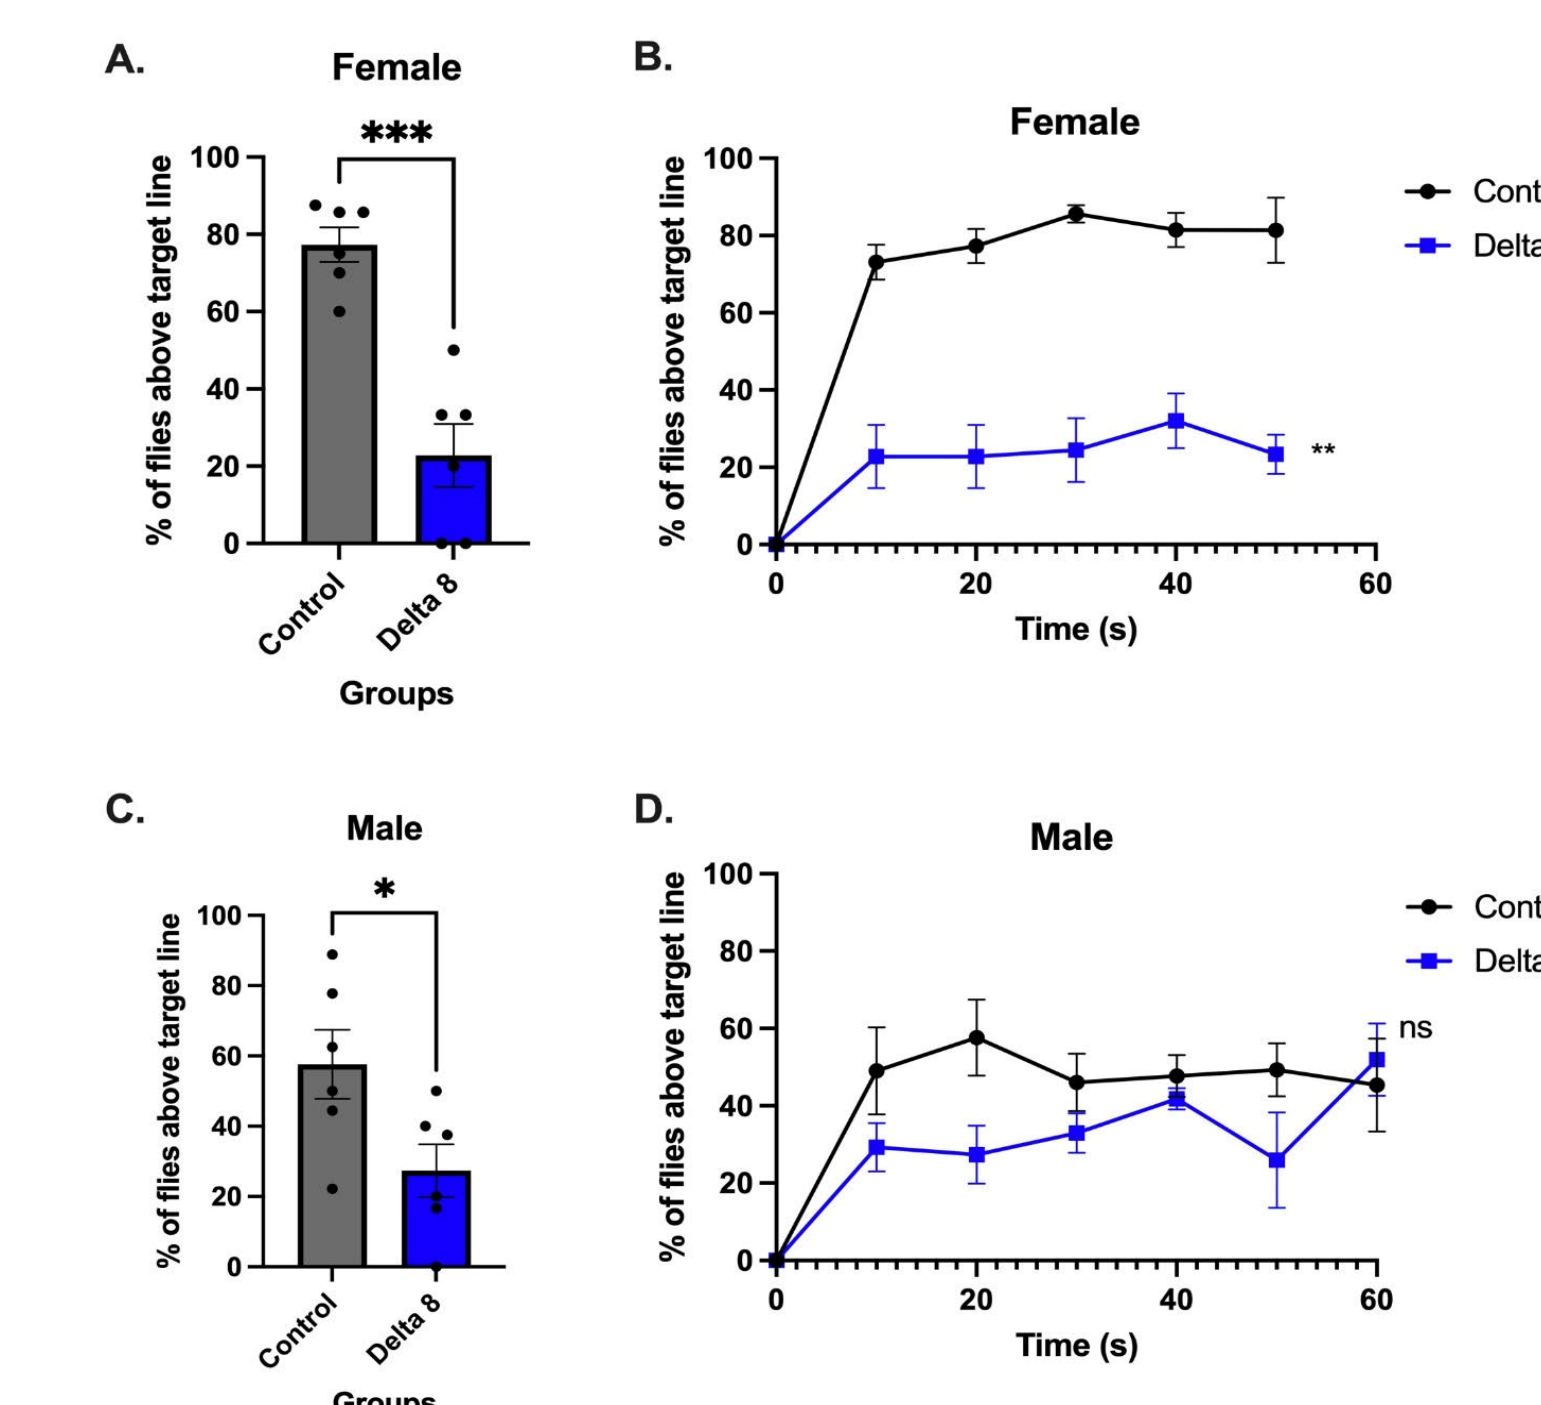 A.
Female
***
% of flies above target line
100
80
60
40
20
0
Control
Delta 8
Groups
B.
Female
% of flies above target line
100
80
60
40
20
0
0 20 40 60
Time (s)
Cont
Delta
**
C.
Male
*
% of flies above target line
100
80
60
40
20
0
Control
Delta 8
Groups
D.
Male
% of flies above target line
100
80
60
40
20
0
0 20 40 60
Time (s)
Cont
Delta
ns